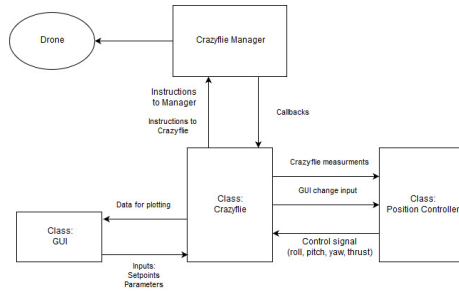 Drone
Crazyflie Manager
Instructions
to Manager
Instructions to
Crazyflie
Callbacks
Class:
Crazyflie
Crazyflie measurments
GUI change input
Class:
Position Controller
Control signal
(roll, pitch, yaw, thrust)
Data for plotting
Class:
GUI
Inputs:
Setpoints
Parameters